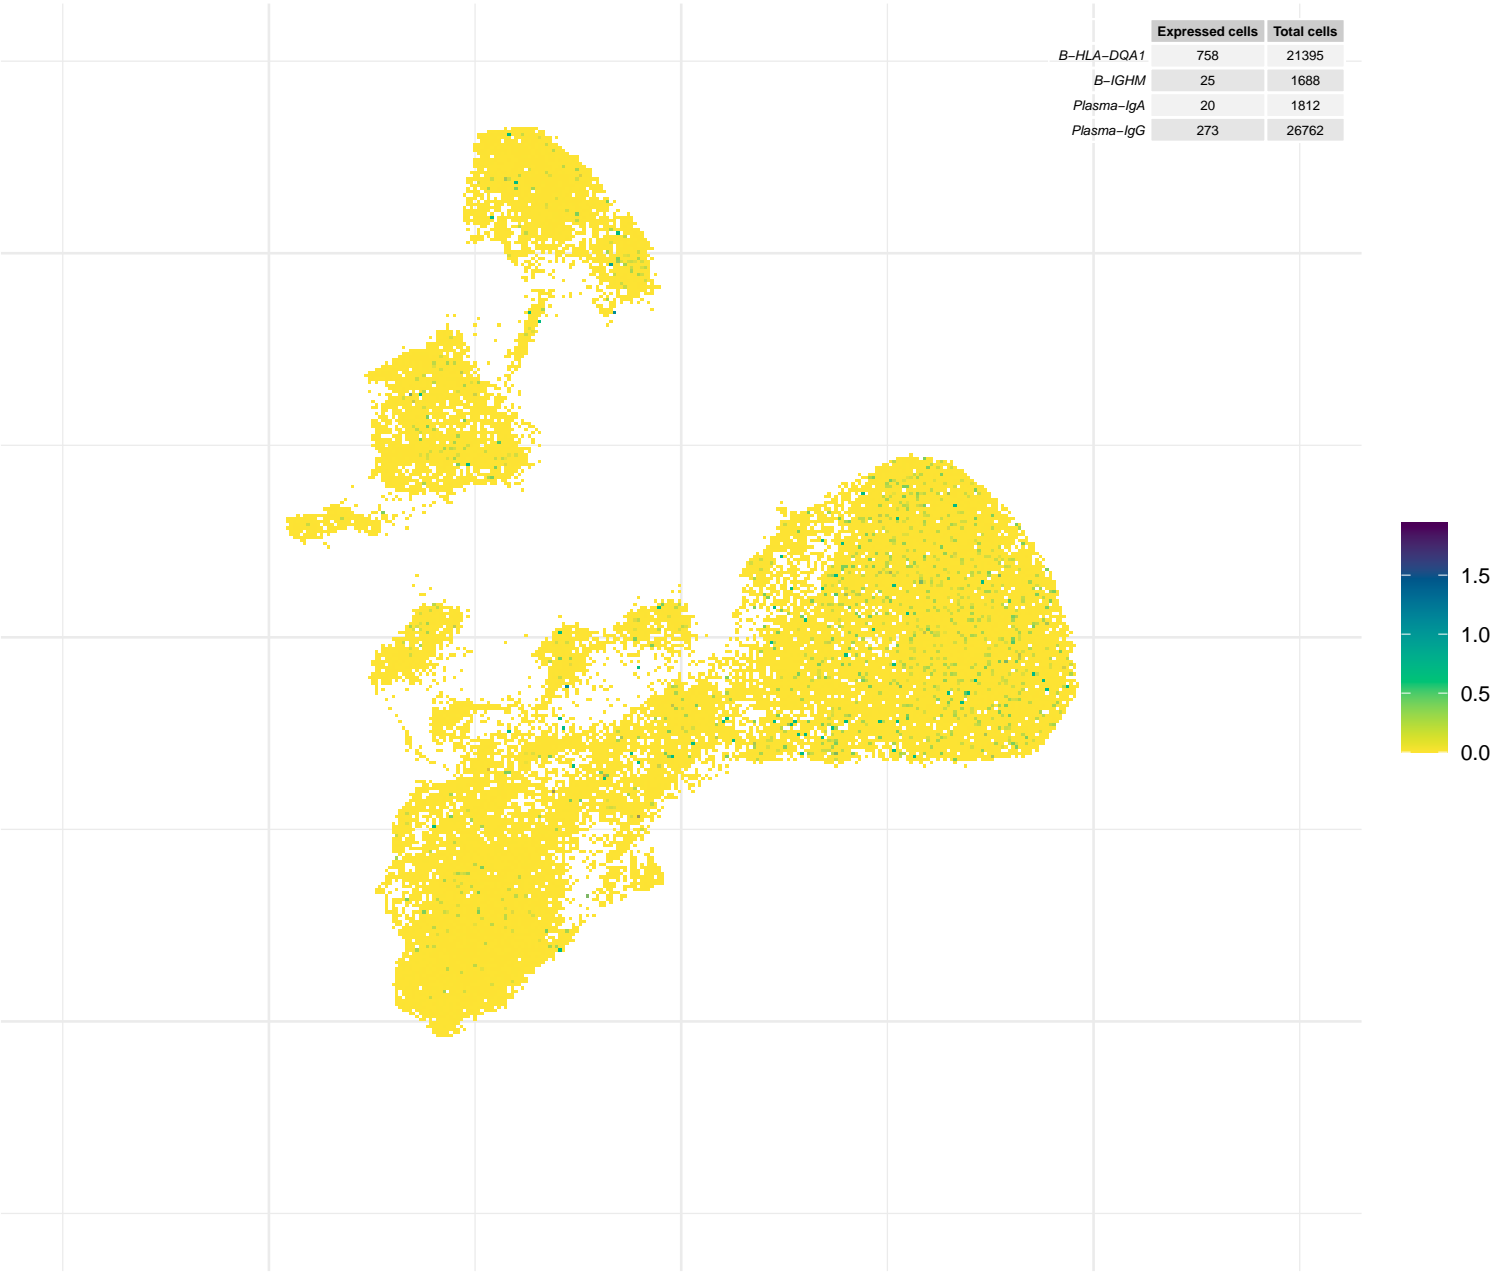 Expressed cells Total cells
B−HLA−DQA1 758 21395
B−IGHM 25 1688
Plasma−IgA 20 1812
Plasma−IgG 273 26762
1.5
1.0
0.5
0.0